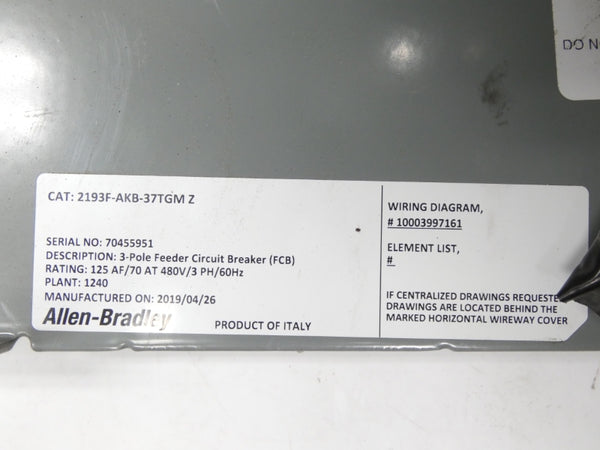 DO N
CAT: 2193F-AKB-37TGM Z
SERIAL NO: 70455951
DESCRIPTION: 3-Pole Feeder Circuit Breaker (FCB)
RATING: 125 AF/70 AT 480V/3 PH/60Hz
PLANT: 1240
MANUFACTURED ON: 2019/04/26
Allen-Bradley
PRODUCT OF ITALY
WIRING DIAGRAM,
# 10003997161
ELEMENT LIST,
#
IF CENTRALIZED DRAWINGS REQUESTE
DRAWINGS ARE LOCATED BEHIND THE
MARKED HORIZONTAL WIREWAY COVER